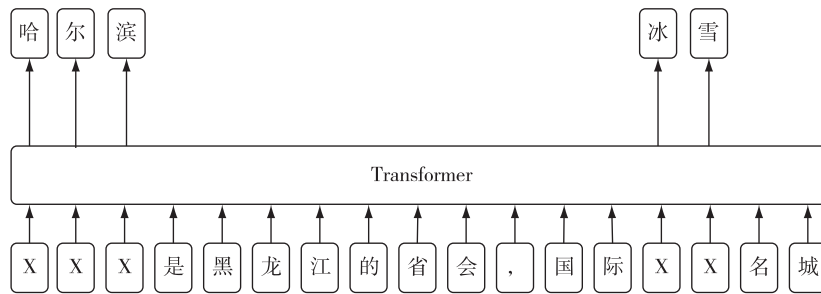 哈 尔 滨 冰 雪
Transformer
X X X 是 黑 龙 江 的 省 会 , 国 际 X X 名 城